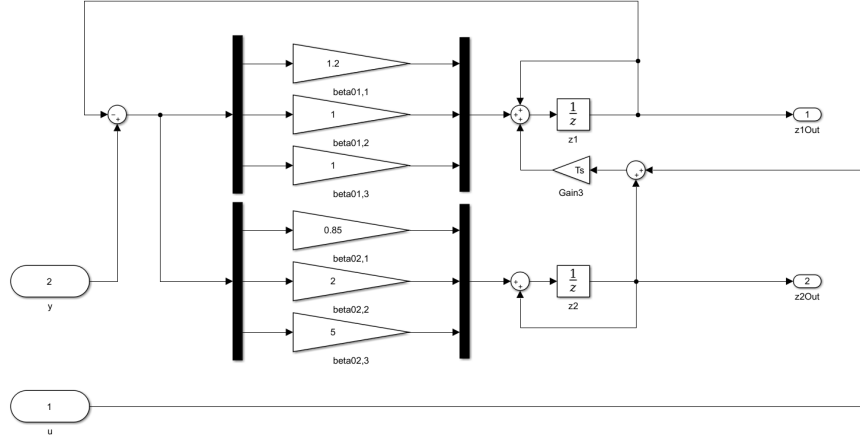 1.2
beta01,1
1
beta01,2
1
beta01,3
- +
+ + +
1/z
z1
1
z1Out
Ts
Gain3
+ +
0.85
beta02,1
2
beta02,2
5
beta02,3
+ +
1/z
z2
2
z2Out
2
y
1
u